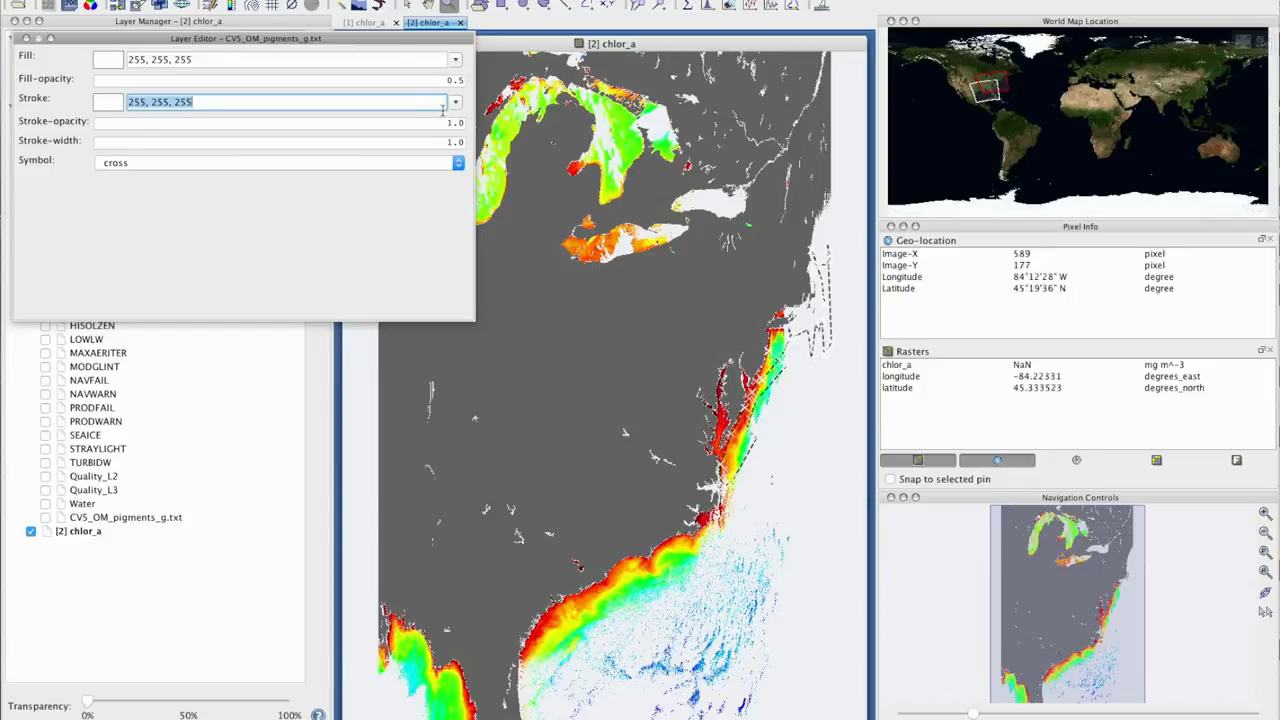 Layer Manager - [2] chlor_a
[1] chlor_a
[2] chlor_a
World Map Location
Layer Editor - CV5_OM_pigments_g.txt
[2] chlor_a
Fill:
255, 255, 255
Fill-opacity:
0.5
Stroke:
255, 255, 255
Stroke-opacity:
1.0
Stroke-width:
1.0
Symbol:
cross
Pixel Info
Geo-location
Image-X 589 pixel
Image-Y 177 pixel
Longitude 84°12'28" W degree
Latitude 45°19'36" N degree
Rasters
chlor_a NaN mg m^-3
longitude -84.22331 degrees_east
latitude 45.333523 degrees_north
Snap to selected pin
Navigation Controls
HISOLZEN
LOWLW
MAXAERITER
MODGLINT
NAVFAIL
NAVWARN
PRODFAIL
PRODWARN
SEAICE
STRAYLIGHT
TURBIDW
Quality_L2
Quality_L3
Water
CV5_OM_pigments_g.txt
[2] chlor_a
Transparency:
0% 50% 100%